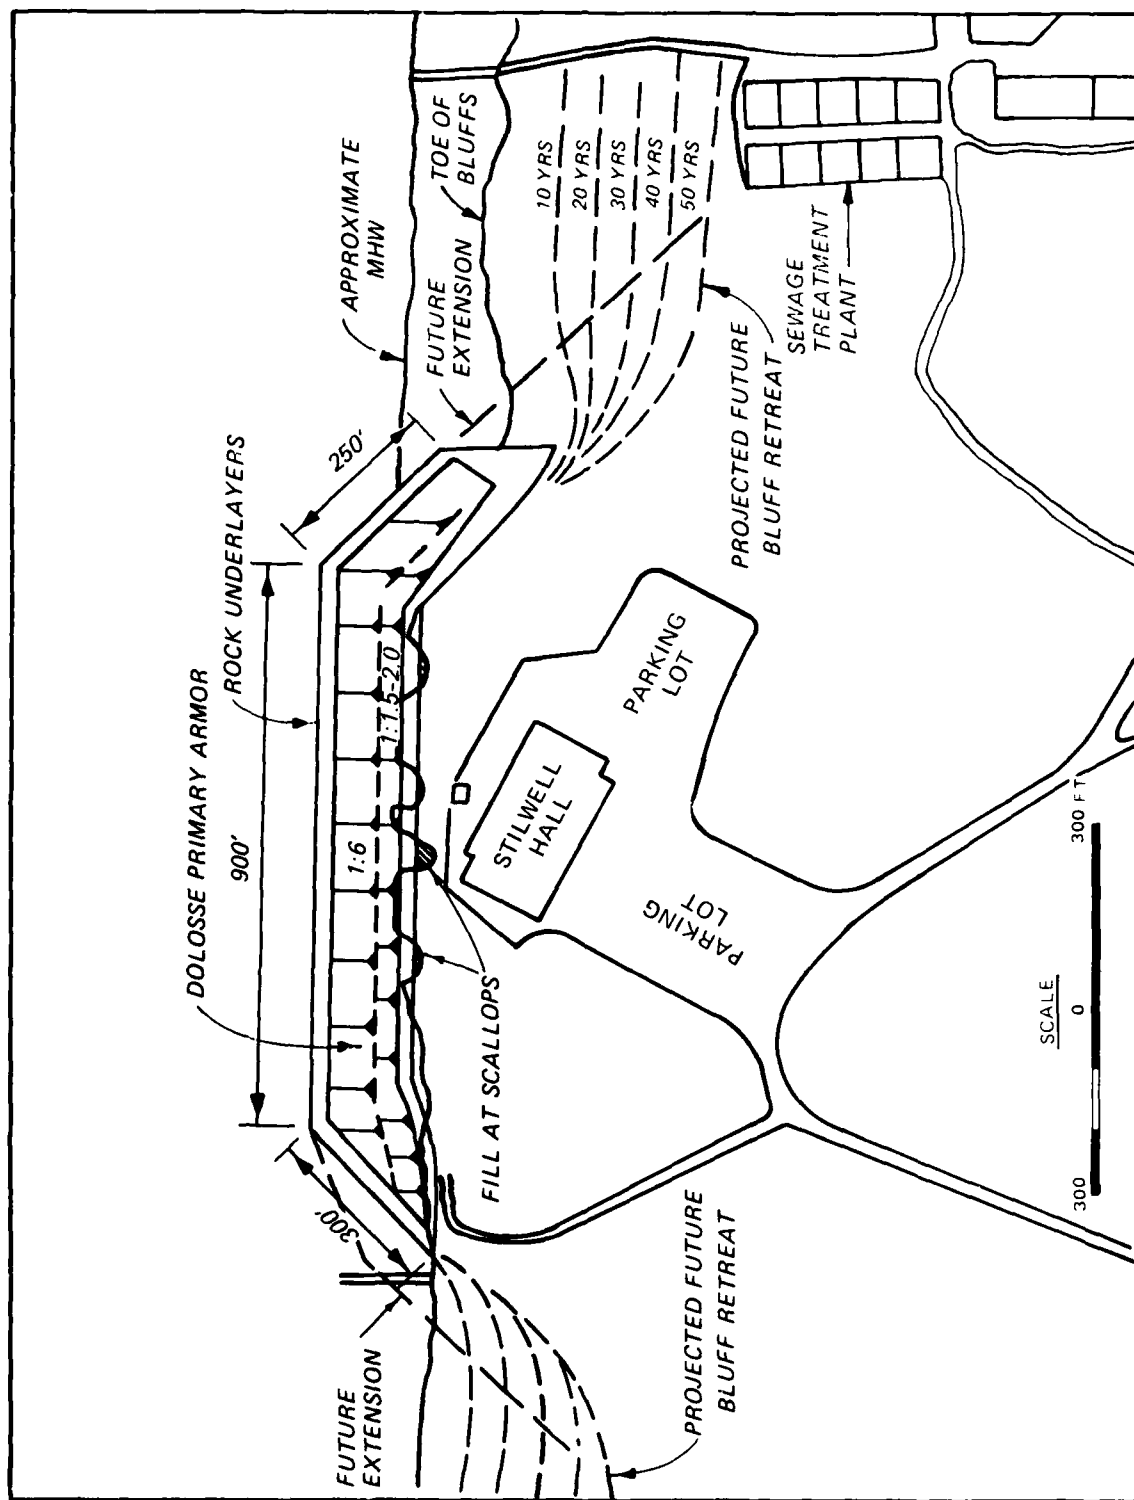 FUTURE
EXTENSION
300'
DOLOSSE PRIMARY ARMOR
900'
ROCK UNDERLAYERS
250'
APPROXIMATE
MHW
FUTURE
EXTENSION
TOE OF
BLUFFS
1:6
1:1.5-2.0
FILL AT SCALLOPS
10 YRS
20 YRS
30 YRS
40 YRS
50 YRS
STILWELL
HALL
PARKING
LOT
PARKING
LOT
PROJECTED FUTURE
BLUFF RETREAT
PROJECTED FUTURE
BLUFF RETREAT
SEWAGE
TREATMENT
PLANT
SCALE
300
0
300 FT